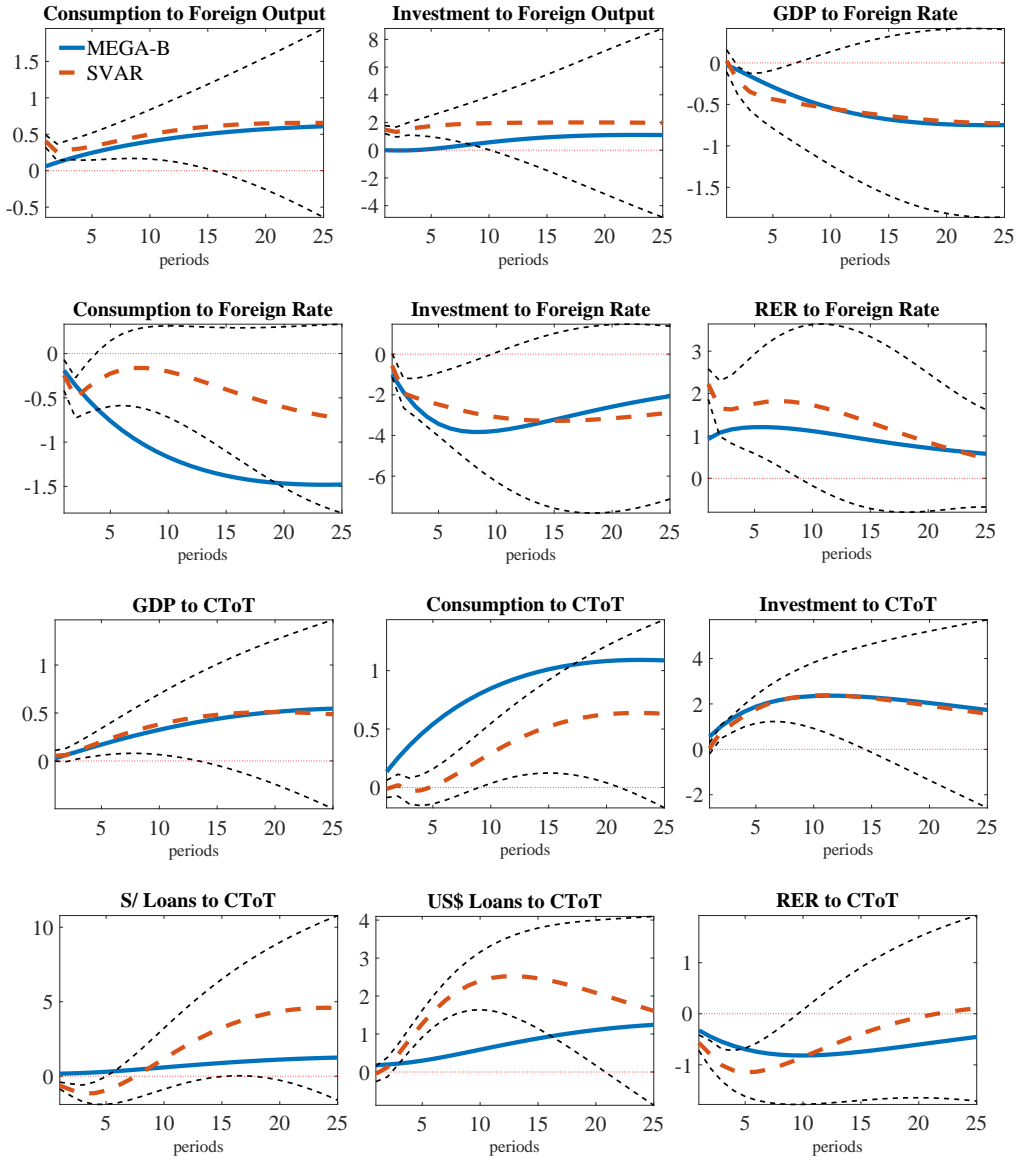 Consumption to Foreign Output Investment to Foreign Output GDP to Foreign Rate
MEGA-B
SVAR
1.5
1
0.5
0
-0.5
5 10 15 20 25
periods
8
6
4
2
0
-2
-4
5 10 15 20 25
periods
0
-0.5
-1
-1.5
5 10 15 20 25
periods
Consumption to Foreign Rate Investment to Foreign Rate RER to Foreign Rate
0
-0.5
-1
-1.5
5 10 15 20 25
periods
0
-2
-4
-6
5 10 15 20 25
periods
3
2
1
0
5 10 15 20 25
periods
GDP to CToT Consumption to CToT Investment to CToT
1
0.5
0
5 10 15 20 25
periods
1
0.5
0
5 10 15 20 25
periods
4
2
0
-2
5 10 15 20 25
periods
S/ Loans to CToT US$ Loans to CToT RER to CToT
10
5
0
5 10 15 20 25
periods
4
3
2
1
0
5 10 15 20 25
periods
1
0
-1
5 10 15 20 25
periods